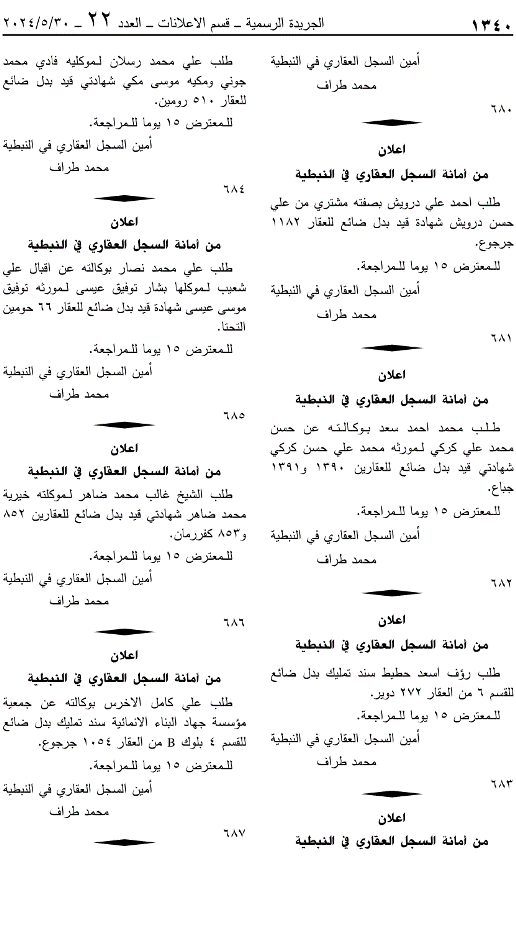 ١٣٤٠
الجريدة الرسمية ــ قسم الاعلانات ــ العدد ٢٢ ــ ٢٠٢٤/٥/٣٠
أمين السجل العقاري في النبطية
محمد طراف
٦٨٠
اعلان
من أمانة السجل العقاري في النبطية
طلب احمد علي درويش بصفته مشتري من علي
حسن درويش شهادة قيد بدل ضائع للعقار ١١٨٢
جرجوع.
للمعترض ١٥ يوما للمراجعة.
أمين السجل العقاري في النبطية
محمد طراف
٦٨١
اعلان
من أمانة السجل العقاري في النبطية
طلب محمد احمد سعد بوكالته عن حسن
محمد علي كركي لمورثه محمد علي حسن كركي
شهادتي قيد بدل ضائع للعقارين ١٣٩٠ و١٣٩١
جباع.
للمعترض ١٥ يوما للمراجعة.
أمين السجل العقاري في النبطية
محمد طراف
٦٨٢
اعلان
من أمانة السجل العقاري في النبطية
طلب رؤف اسعد حطيط سند تمليك بدل ضائع
للقسم ٦ من العقار ٢٧٢ دوير.
للمعترض ١٥ يوما للمراجعة.
أمين السجل العقاري في النبطية
محمد طراف
٦٨٣
اعلان
من أمانة السجل العقاري في النبطية
طلب علي محمد رسلان لموكليه فادي محمد
جوني ومكيه موسى مكي شهادتي قيد بدل ضائع
للعقار ٥١٠ رومين.
للمعترض ١٥ يوما للمراجعة.
أمين السجل العقاري في النبطية
محمد طراف
٦٨٤
اعلان
من أمانة السجل العقاري في النبطية
طلب علي محمد نصار بوكالته عن اقبال علي
شعيب لموكلها بشار توفيق عيسى لمورثه توفيق
موسى عيسى شهادة قيد بدل ضائع للعقار ٦٦ حومين
التحتا.
للمعترض ١٥ يوما للمراجعة.
أمين السجل العقاري في النبطية
محمد طراف
٦٨٥
اعلان
من أمانة السجل العقاري في النبطية
طلب الشيخ غالب محمد ضاهر لموكلته خيرية
محمد ضاهر شهادتي قيد بدل ضائع للعقارين ٨٥٢
و٨٥٣ كفررمان.
للمعترض ١٥ يوما للمراجعة.
أمين السجل العقاري في النبطية
محمد طراف
٦٨٦
اعلان
من أمانة السجل العقاري في النبطية
طلب علي كامل الاخرس بوكالته عن جمعية
مؤسسة جهاد البناء الانمائية سند تمليك بدل ضائع
للقسم ٤ بلوك B من العقار ١٠٥٤ جرجوع.
للمعترض ١٥ يوما للمراجعة.
أمين السجل العقاري في النبطية
محمد طراف
٦٨٧